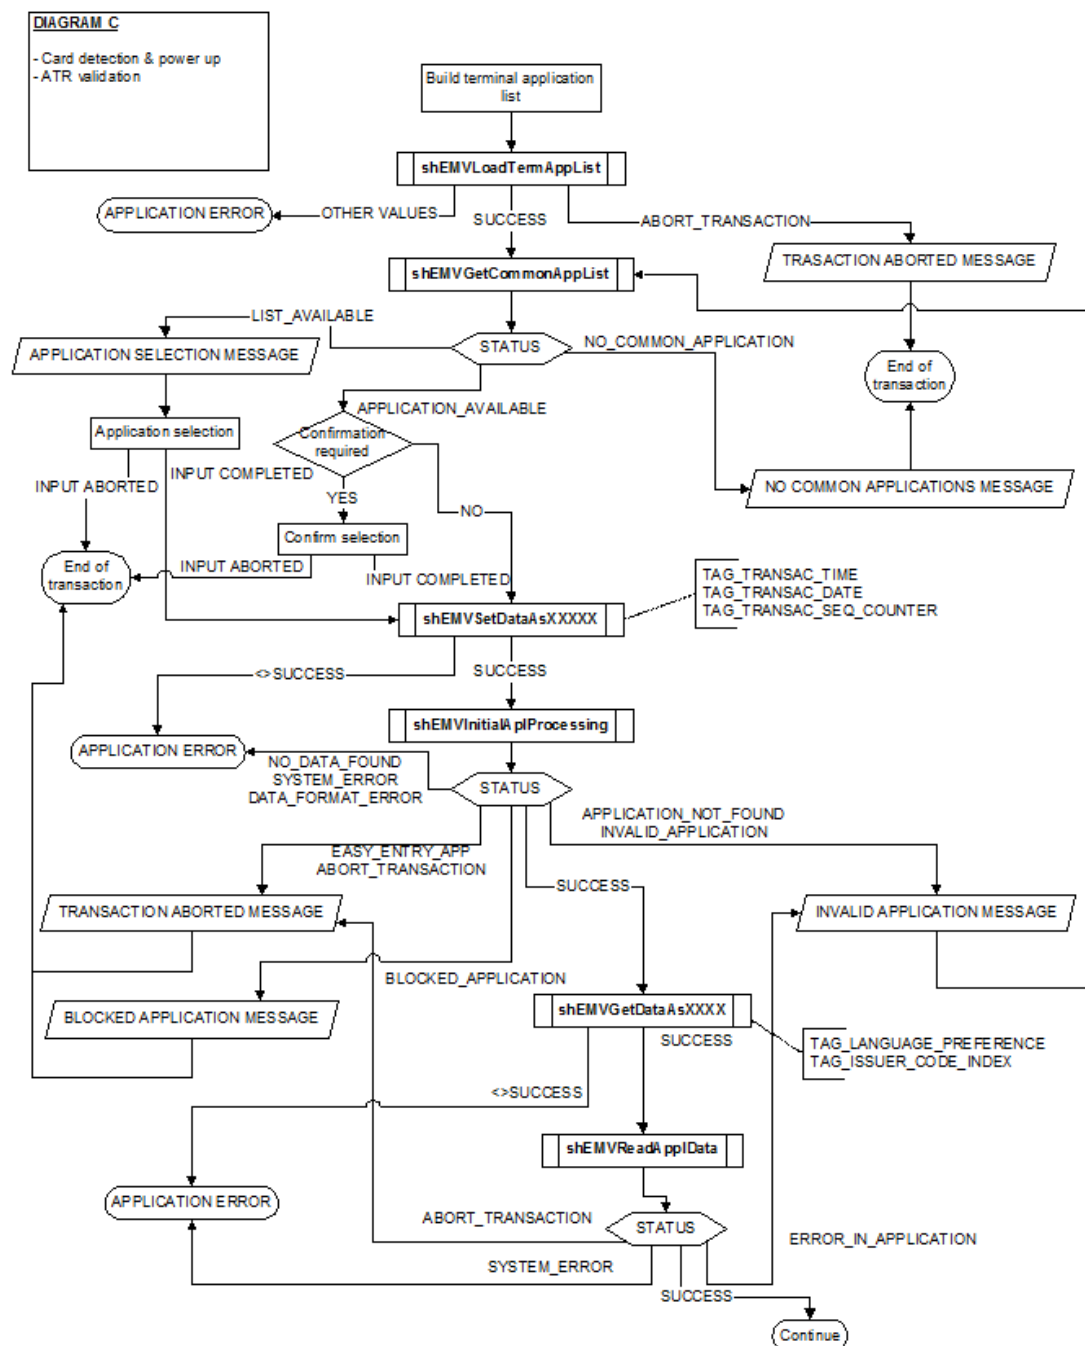 DIAGRAM C
- Card detection & power up
- ATR validation
Build terminal application
list
shEMVLoadTermAppList
APPLICATION ERROR
OTHER VALUES
SUCCESS
ABORT_TRANSACTION
TRASACTION ABORTED MESSAGE
shEMVGetCommonAppList
LIST_AVAILABLE
APPLICATION SELECTION MESSAGE
STATUS
NO_COMMON_APPLICATION
End of
transaction
APPLICATION_AVAILABLE
Application selection
Confirmation
required
INPUT COMPLETED
INPUT ABORTED
YES
NO
NO COMMON APPLICATIONS MESSAGE
Confirm selection
End of
transaction
INPUT ABORTED
INPUT COMPLETED
TAG_TRANSAC_TIME
TAG_TRANSAC_DATE
TAG_TRANSAC_SEQ_COUNTER
shEMVSetDataAsXXXXX
<>SUCCESS
SUCCESS
shEMVInitialAplProcessing
APPLICATION ERROR
NO_DATA_FOUND
SYSTEM_ERROR
DATA_FORMAT_ERROR
STATUS
APPLICATION_NOT_FOUND
INVALID_APPLICATION
EASY_ENTRY_APP
ABORT_TRANSACTION
SUCCESS
TRANSACTION ABORTED MESSAGE
INVALID APPLICATION MESSAGE
BLOCKED_APPLICATION
BLOCKED APPLICATION MESSAGE
shEMVGetDataAsXXXX
SUCCESS
TAG_LANGUAGE_PREFERENCE
TAG_ISSUER_CODE_INDEX
<>SUCCESS
shEMVReadApplData
APPLICATION ERROR
ABORT_TRANSACTION
STATUS
ERROR_IN_APPLICATION
SYSTEM_ERROR
SUCCESS
Continue